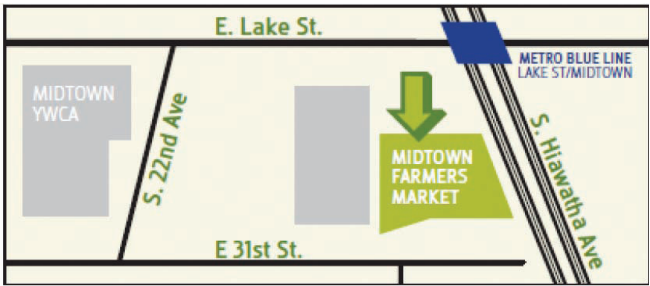 E. Lake St.
METRO BLUE LINE
LAKE ST/MIDTOWN
MIDTOWN
YWCA
S. 22nd Ave
MIDTOWN
FARMERS
MARKET
S. Hiawatha Ave
E 31st St.